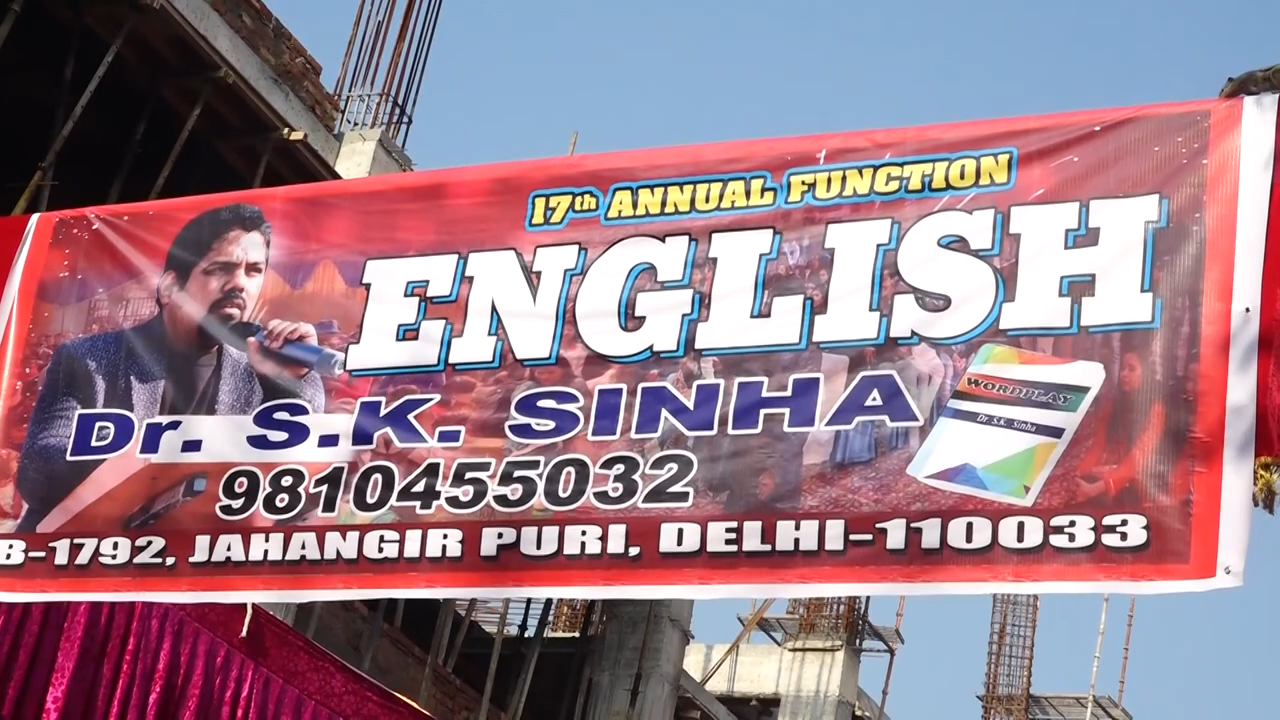 17th ANNUAL FUNCTION
ENGLISH
Dr. S.K. SINHA
WORDPLAY
Dr. S.K. Sinha
9810455032
B-1792, JAHANGIR PURI, DELHI-110033